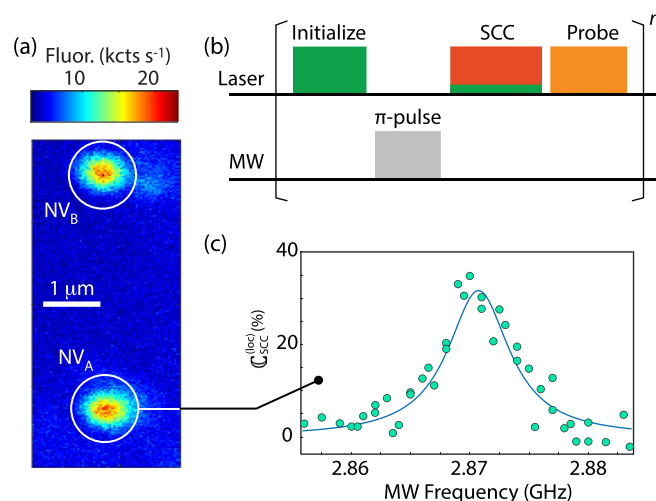 (a)
Fluor. (kcts s⁻¹)
10 20
NV_B
1 μm
NV_A
(b)
Initialize SCC Probe n
Laser
π-pulse
MW
(c)
40
20
0
ℂ_SCC^(loc) (%)
2.86 2.87 2.88
MW Frequency (GHz)